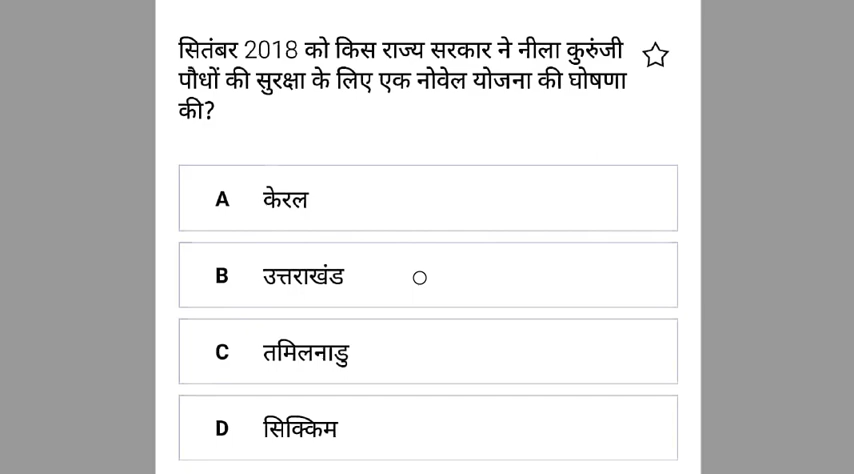 सितंबर 2018 को किस राज्य सरकार ने नीला कुरुंजी
पौधों की सुरक्षा के लिए एक नोवेल योजना की घोषणा
की?
A केरल
B उत्तराखंड
C तमिलनाडु
D सिक्किम